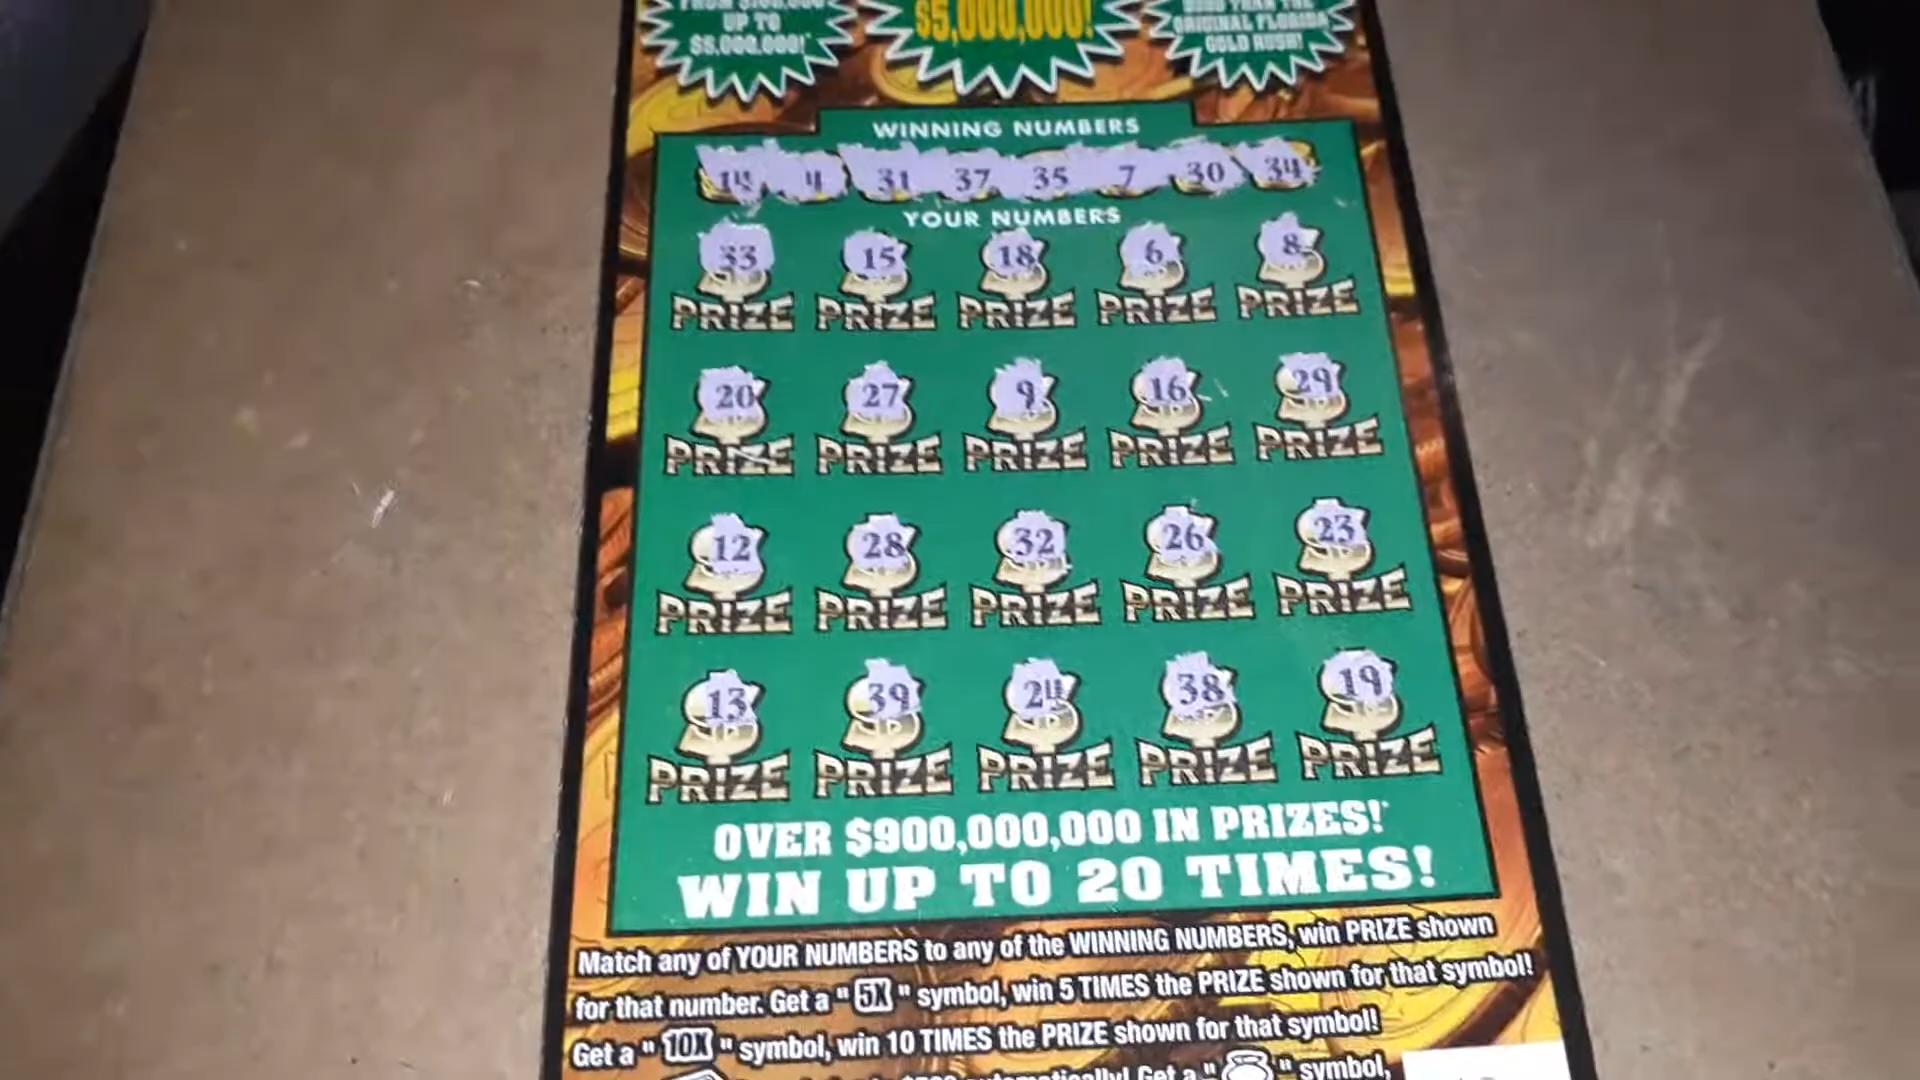 UP TO
$5,000,000!
$5,000,000!
ORIGINAL FLORIDA
GOLD RUSH!
WINNING NUMBERS
14 4 31 37 35 7 30 34
YOUR NUMBERS
33 15 18 6 8
PRIZE PRIZE PRIZE PRIZE PRIZE
20 27 9 16 29
PRIZE PRIZE PRIZE PRIZE PRIZE
12 28 32 26 23
PRIZE PRIZE PRIZE PRIZE PRIZE
13 39 24 38 19
PRIZE PRIZE PRIZE PRIZE PRIZE
OVER $900,000,000 IN PRIZES!*
WIN UP TO 20 TIMES!
Match any of YOUR NUMBERS to any of the WINNING NUMBERS, win PRIZE shown
for that number. Get a "5X" symbol, win 5 TIMES the PRIZE shown for that symbol!
Get a "10X" symbol, win 10 TIMES the PRIZE shown for that symbol!
automatically! Get a " " symbol,